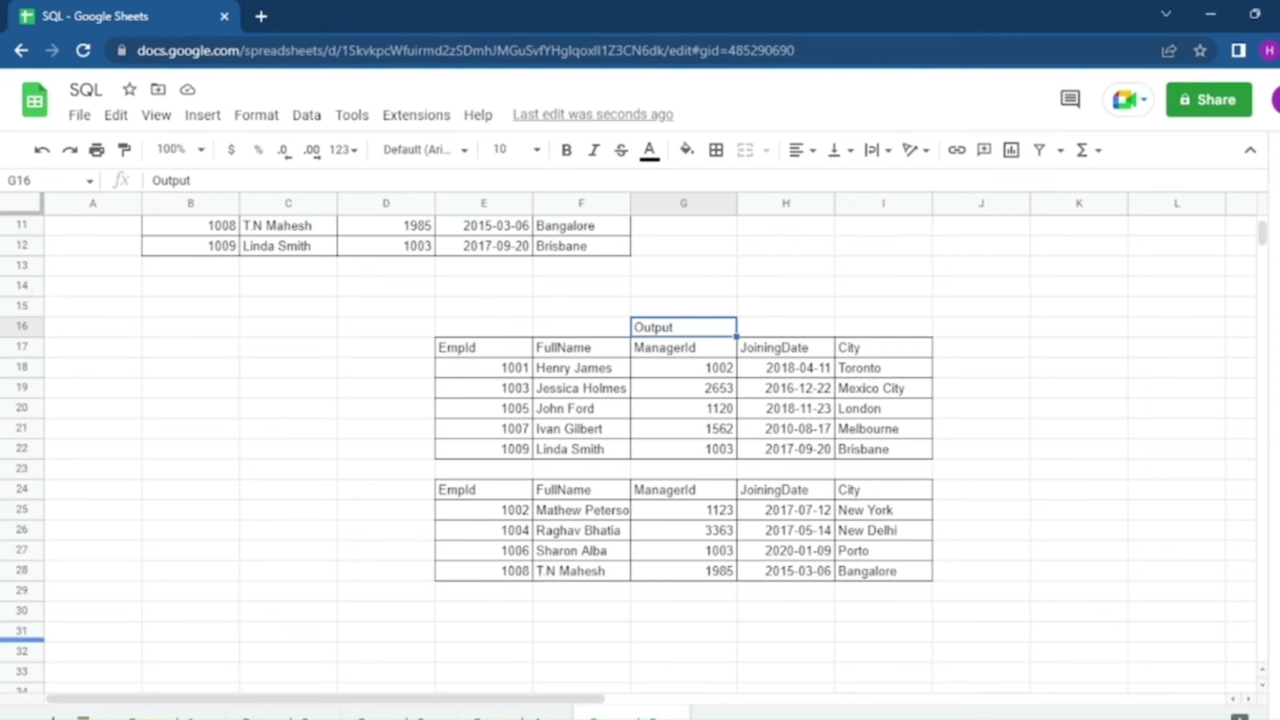 SQL - Google Sheets
docs.google.com/spreadsheets/d/1SkvkpcWfuirmd2zSDmhJMGuSvfYHgIqoxII1Z3CN6dk/edit#gid=485290690
H
SQL
File Edit View Insert Format Data Tools Extensions Help Last edit was seconds ago
Share
100% $ % .0 .00 123 Default (Ari... 10 B I S A
G16 fx Output
A B C D E F G H I J K L
11 1008 T.N Mahesh 1985 2015-03-06 Bangalore
12 1009 Linda Smith 1003 2017-09-20 Brisbane
13
14
15
16 Output
17 EmpId FullName ManagerId JoiningDate City
18 1001 Henry James 1002 2018-04-11 Toronto
19 1003 Jessica Holmes 2653 2016-12-22 Mexico City
20 1005 John Ford 1120 2018-11-23 London
21 1007 Ivan Gilbert 1562 2010-08-17 Melbourne
22 1009 Linda Smith 1003 2017-09-20 Brisbane
23
24 EmpId FullName ManagerId JoiningDate City
25 1002 Mathew Peterso 1123 2017-07-12 New York
26 1004 Raghav Bhatia 3363 2017-05-14 New Delhi
27 1006 Sharon Alba 1003 2020-01-09 Porto
28 1008 T.N Mahesh 1985 2015-03-06 Bangalore
29
30
31
32
33
34